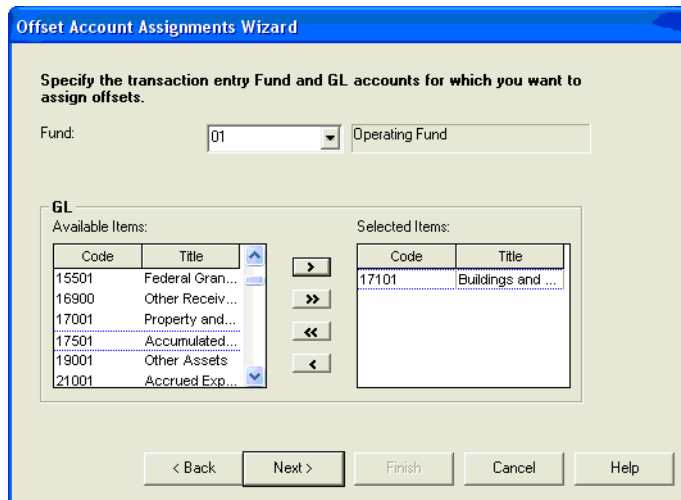 Offset Account Assignments Wizard
Specify the transaction entry Fund and GL accounts for which you want to
assign offsets.
Fund: 01 Operating Fund
GL
Available Items:
Code Title
15501 Federal Gran...
16900 Other Receiv...
17001 Property and...
17501 Accumulated...
19001 Other Assets
21001 Accrued Exp...
>
>>
<<
<
Selected Items:
Code Title
17101 Buildings and ...
< Back Next > Finish Cancel Help